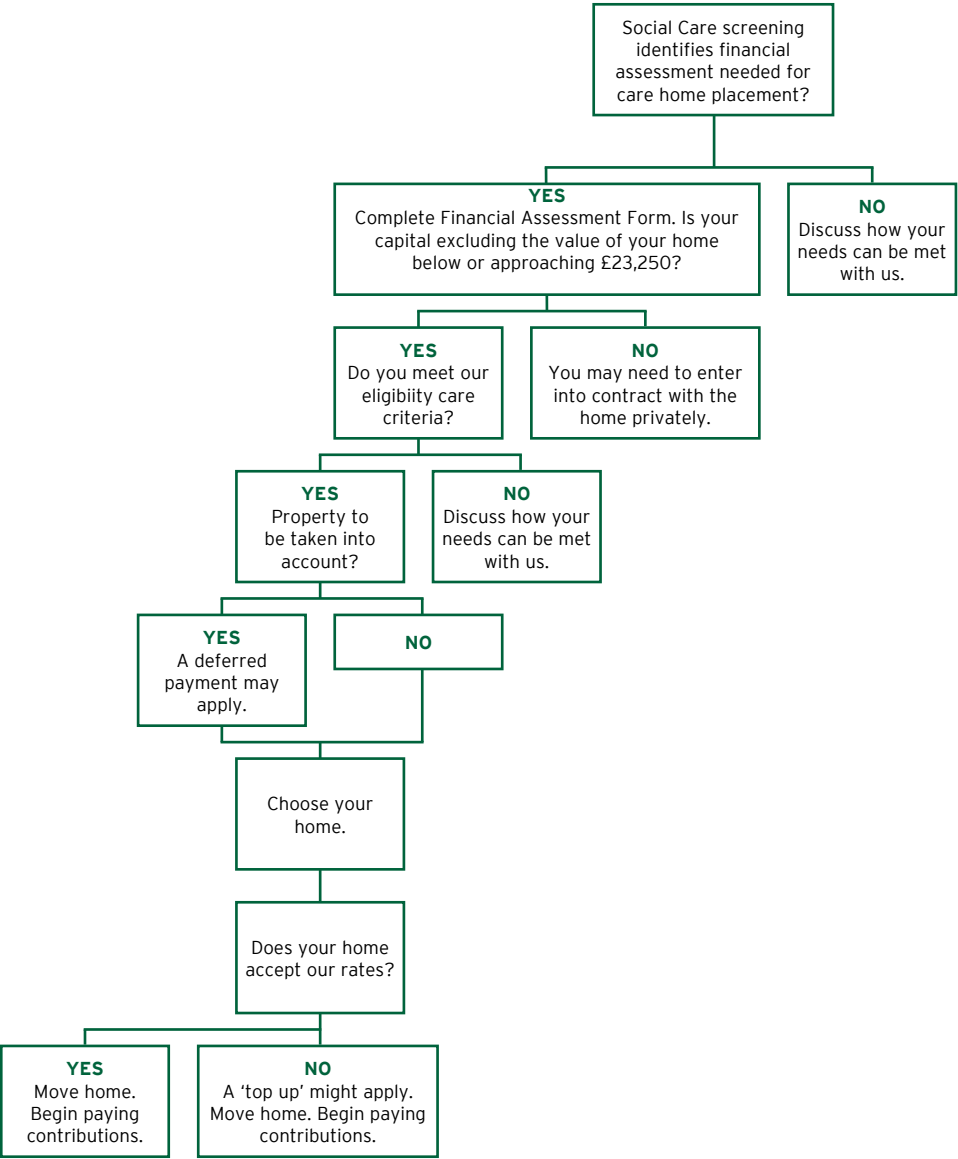 Social Care screening
identifies financial
assessment needed for
care home placement?
YES
Complete Financial Assessment Form. Is your
capital excluding the value of your home
below or approaching £23,250?
NO
Discuss how your
needs can be met
with us.
YES
Do you meet our
eligibiity care
criteria?
NO
You may need to enter
into contract with the
home privately.
YES
Property to
be taken into
account?
NO
Discuss how your
needs can be met
with us.
YES
A deferred
payment may
apply.
NO
Choose your
home.
Does your home
accept our rates?
YES
Move home.
Begin paying
contributions.
NO
A ‘top up’ might apply.
Move home. Begin paying
contributions.